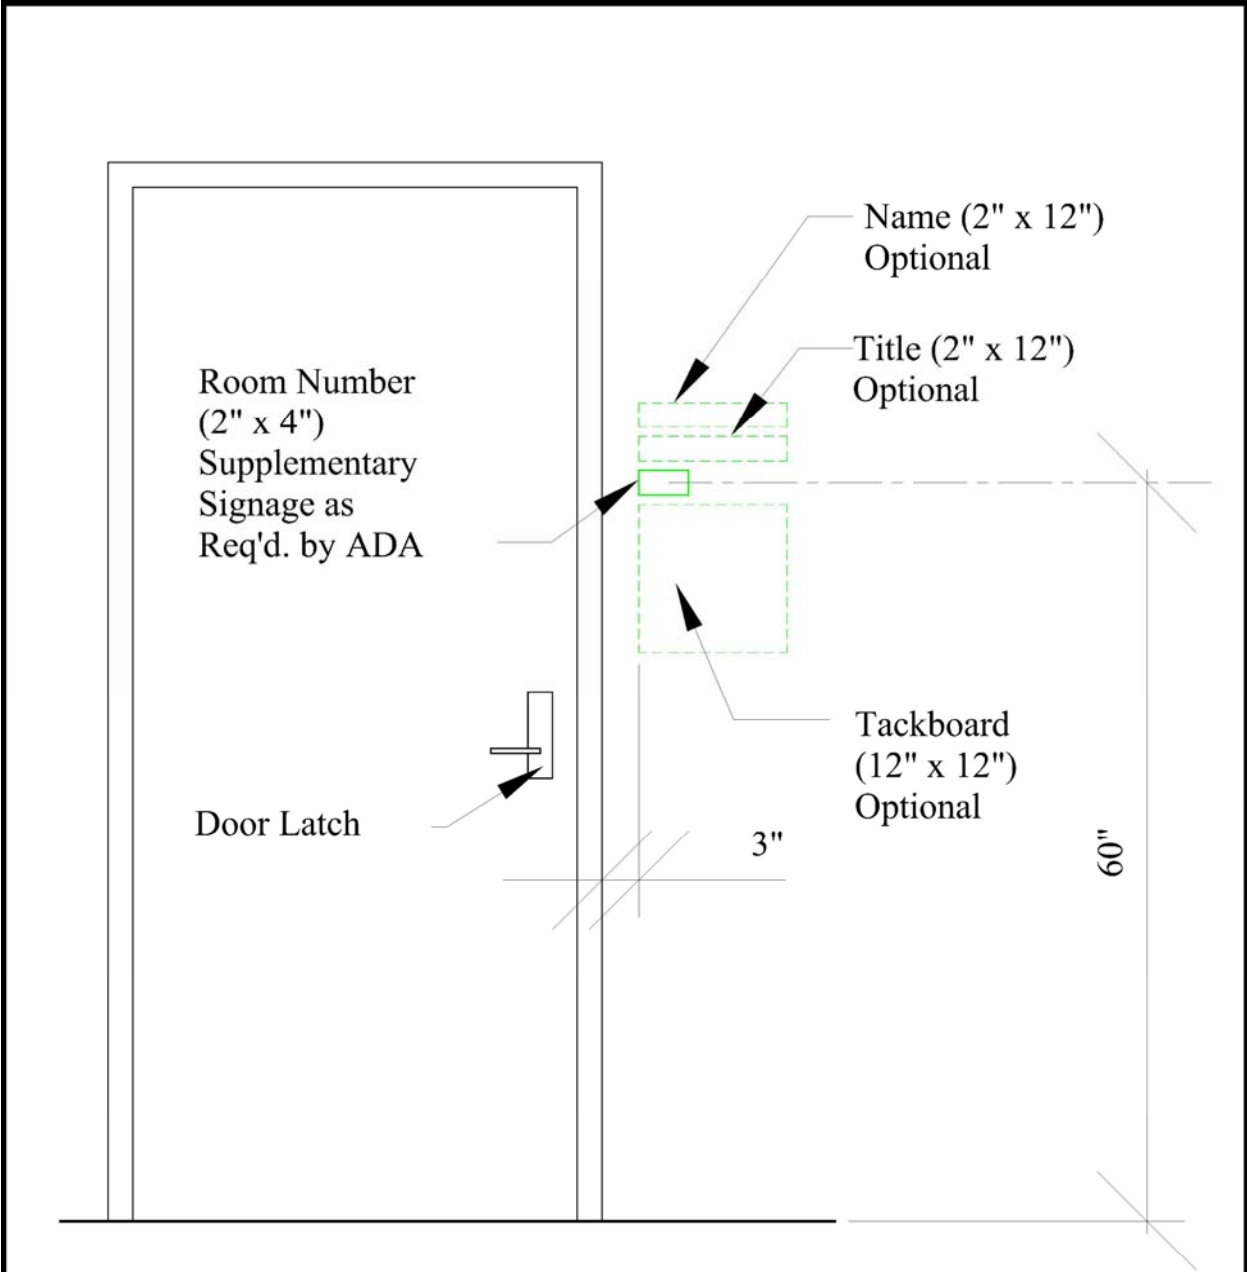 Name (2" x 12")
Optional
Title (2" x 12")
Optional
Room Number
(2" x 4")
Supplementary
Signage as
Req'd. by ADA
Tackboard
(12" x 12")
Optional
Door Latch
3"
60"